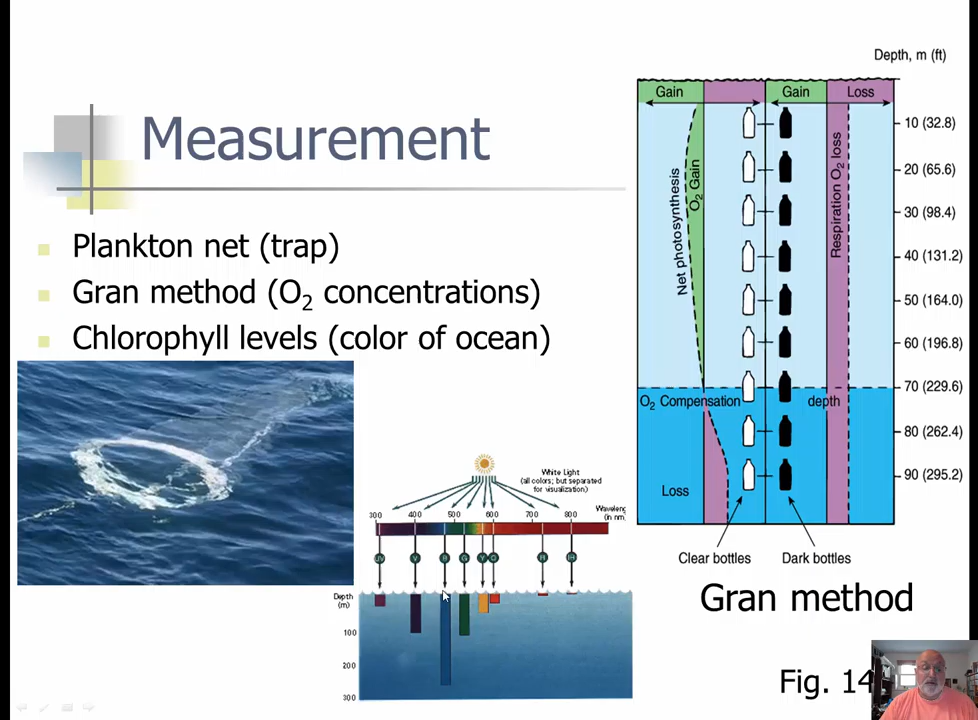 Measurement
Plankton net (trap)
Gran method (O₂ concentrations)
Chlorophyll levels (color of ocean)
Depth, m (ft)
Gain
Gain
Loss
10 (32.8)
20 (65.6)
30 (98.4)
40 (131.2)
50 (164.0)
60 (196.8)
70 (229.6)
80 (262.4)
90 (295.2)
Net photosynthesis
O₂ Gain
Respiration O₂ loss
O₂ Compensation depth
Loss
Clear bottles
Dark bottles
Gran method
White Light
(all colors; but separated
for visualization)
300 400 500 600 700 800
Waveleng
(in nm)
UV V B G Y O R IR
Depth
(m)
100
200
300
Fig. 14